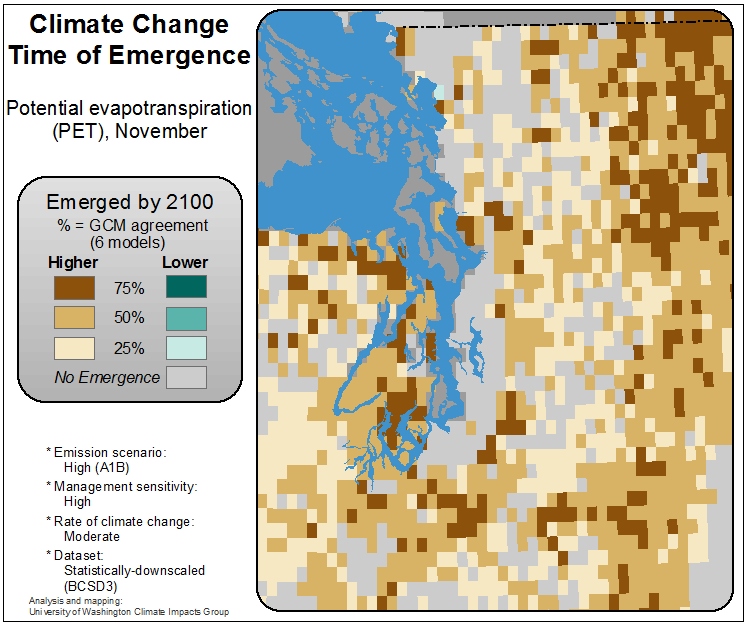 Climate Change
Time of Emergence
Potential evapotranspiration
(PET), November
Emerged by 2100
% = GCM agreement
(6 models)
Higher Lower
75%
50%
25%
No Emergence
* Emission scenario:
High (A1B)
* Management sensitivity:
High
* Rate of climate change:
Moderate
* Dataset:
Statistically-downscaled
(BCSD3)
Analysis and mapping:
University of Washington Climate Impacts Group